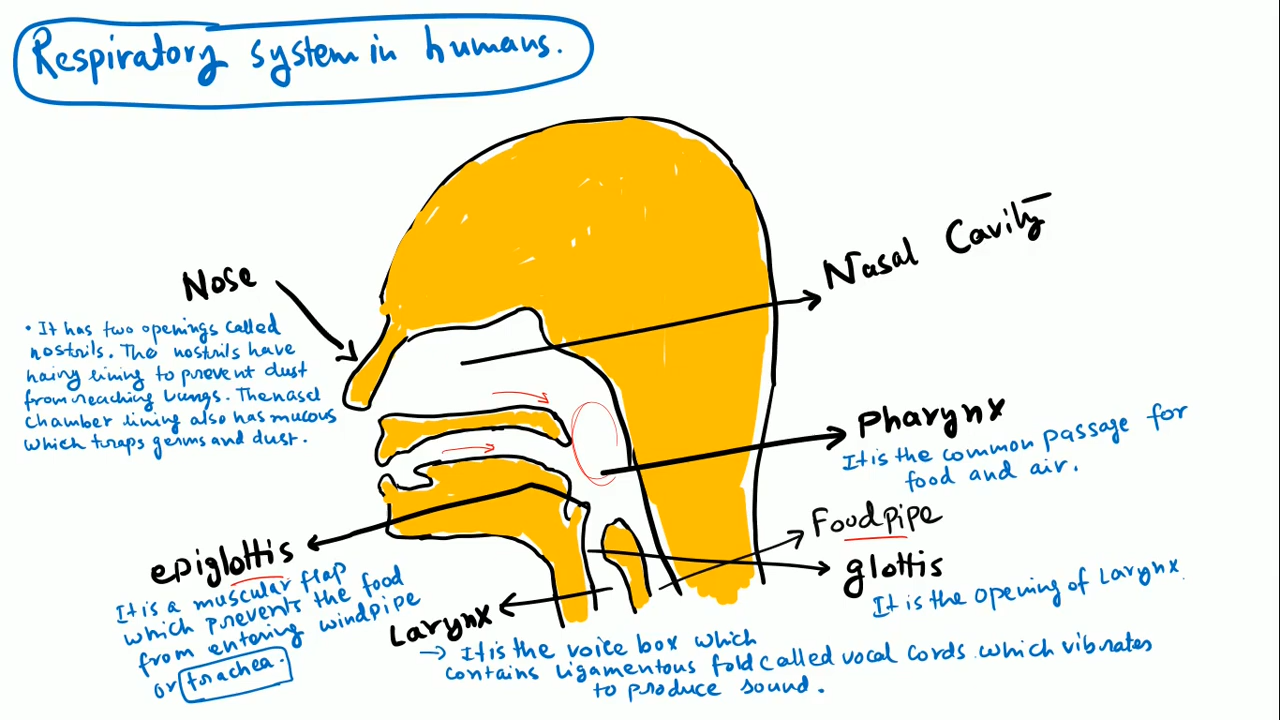 Respiratory system in humans.
Nasal Cavity
Nose
• It has two openings called
nostrils. The nostrils have
hairy lining to prevent dust
from reaching lungs. The nasel
chamber lining also has mucous
which traps germs and dust.
Pharynx
It is the common passage for
food and air.
Foodpipe
glottis
It is the opening of Larynx.
epiglottis
It is a muscular flap
which prevents the food
from entering windpipe
or trachea.
Larynx
→ It is the voice box which
contains ligamentous fold called vocal cords which vibrates
to produce sound.